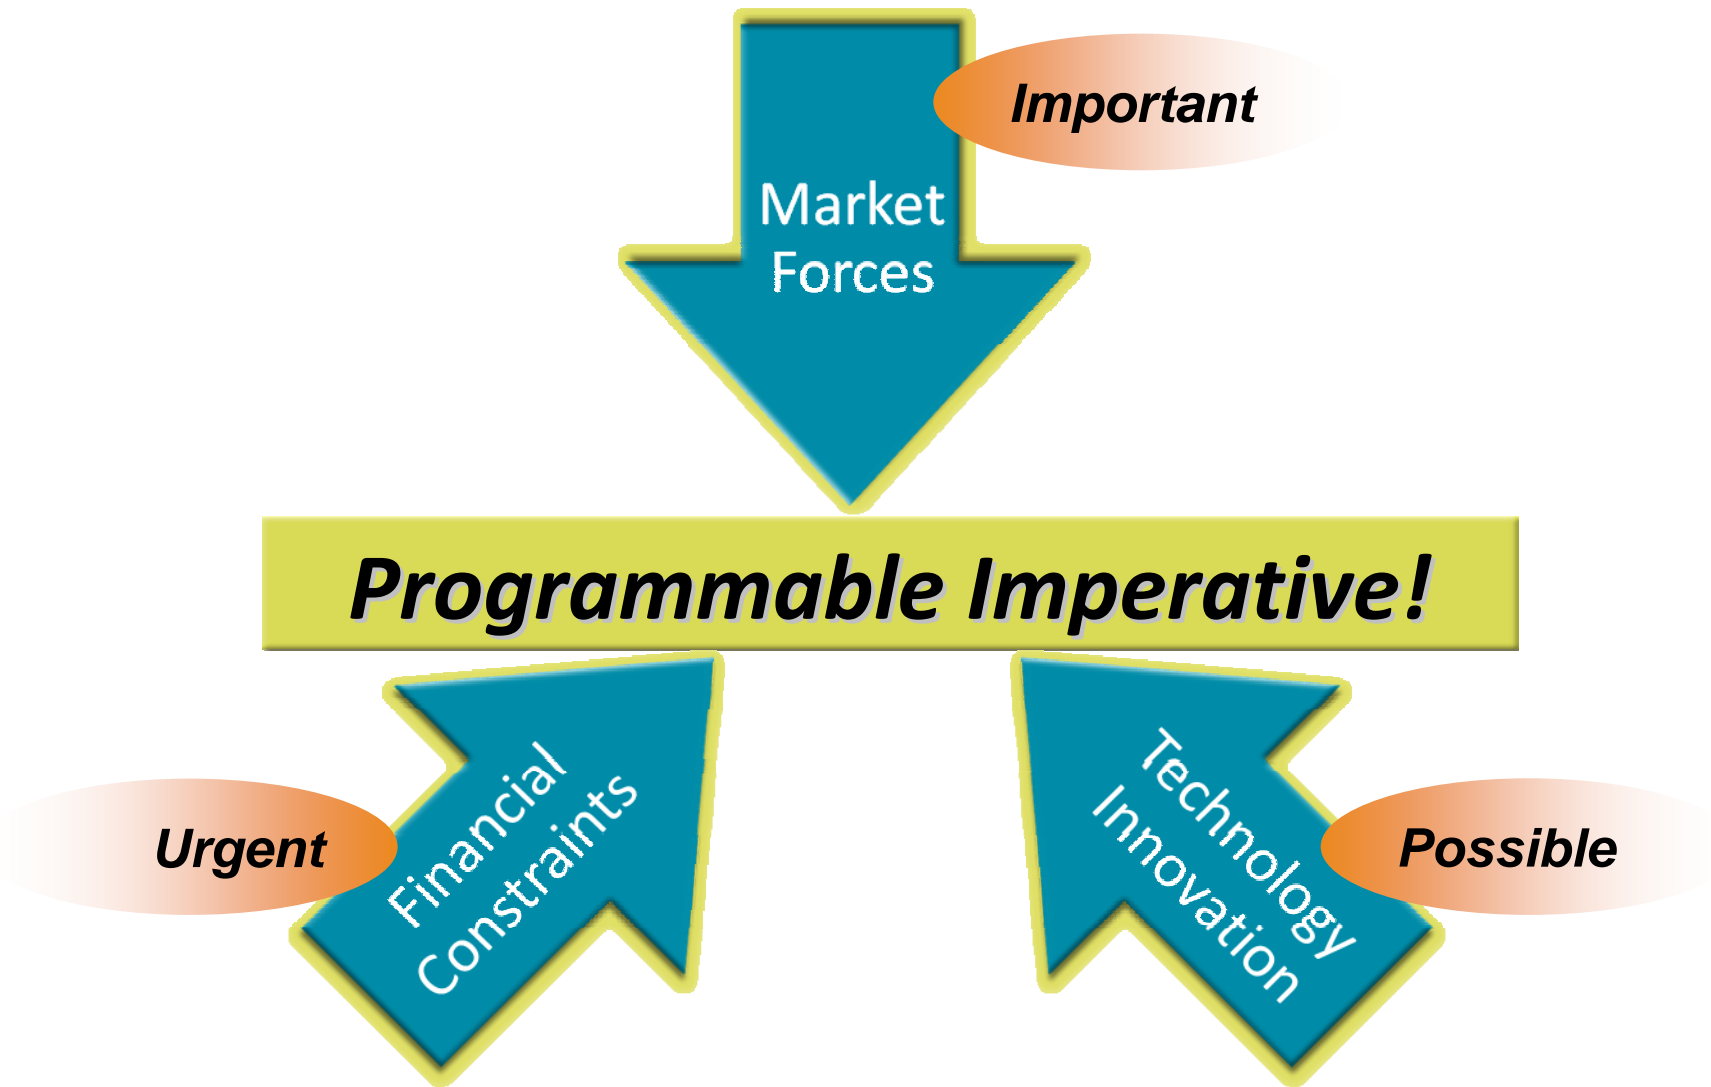 Important
Market
Forces
Programmable Imperative!
Urgent
Financial
Constraints
Technology
Innovation
Possible